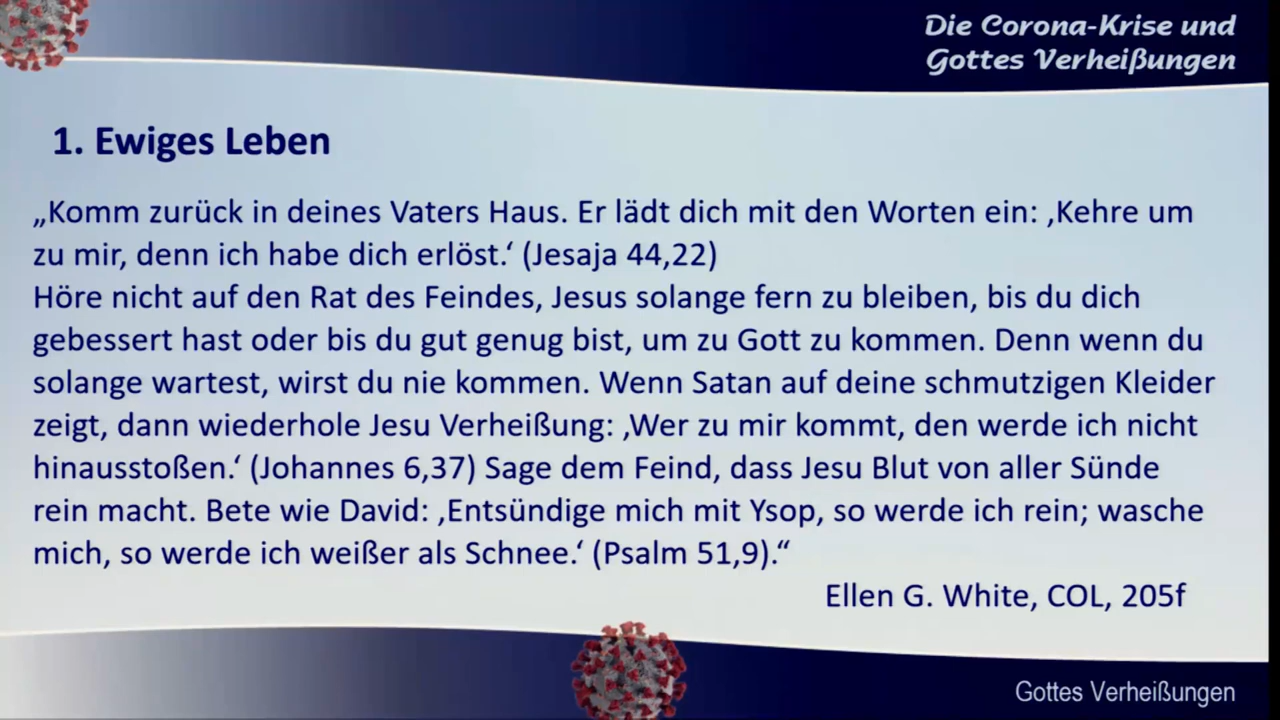 Die Corona-Krise und
Gottes Verheißungen
1. Ewiges Leben
„Komm zurück in deines Vaters Haus. Er lädt dich mit den Worten ein: ‚Kehre um
zu mir, denn ich habe dich erlöst.‘ (Jesaja 44,22)
Höre nicht auf den Rat des Feindes, Jesus solange fern zu bleiben, bis du dich
gebessert hast oder bis du gut genug bist, um zu Gott zu kommen. Denn wenn du
solange wartest, wirst du nie kommen. Wenn Satan auf deine schmutzigen Kleider
zeigt, dann wiederhole Jesu Verheißung: ‚Wer zu mir kommt, den werde ich nicht
hinausstoßen.‘ (Johannes 6,37) Sage dem Feind, dass Jesu Blut von aller Sünde
rein macht. Bete wie David: ‚Entsündige mich mit Ysop, so werde ich rein; wasche
mich, so werde ich weißer als Schnee.‘ (Psalm 51,9).“
Ellen G. White, COL, 205f
Gottes Verheißungen